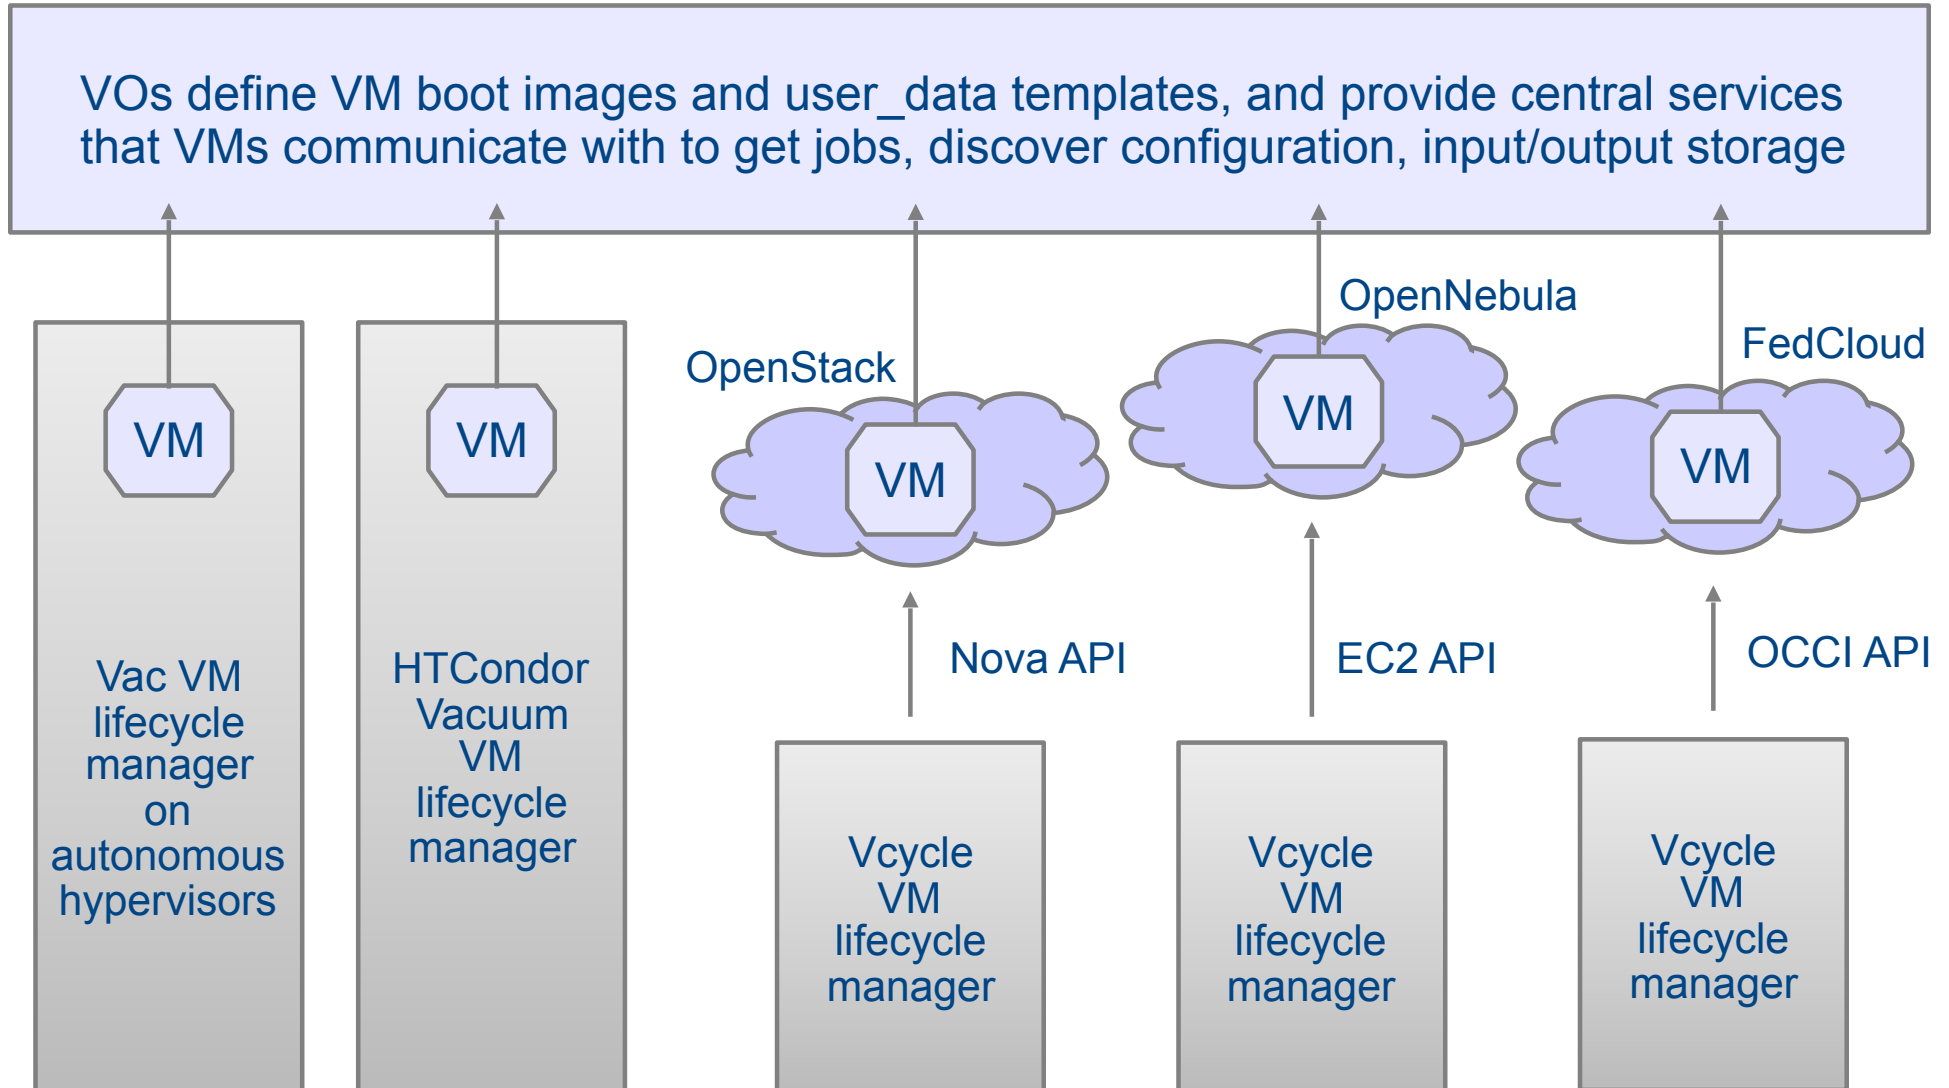 VOs define VM boot images and user_data templates, and provide central services
that VMs communicate with to get jobs, discover configuration, input/output storage
OpenNebula
FedCloud
OpenStack
VM
VM
VM
VM
VM
Nova API
EC2 API
OCCI API
Vac VM
lifecycle
manager
on
autonomous
hypervisors
HTCondor
Vacuum
VM
lifecycle
manager
Vcycle
VM
lifecycle
manager
Vcycle
VM
lifecycle
manager
Vcycle
VM
lifecycle
manager